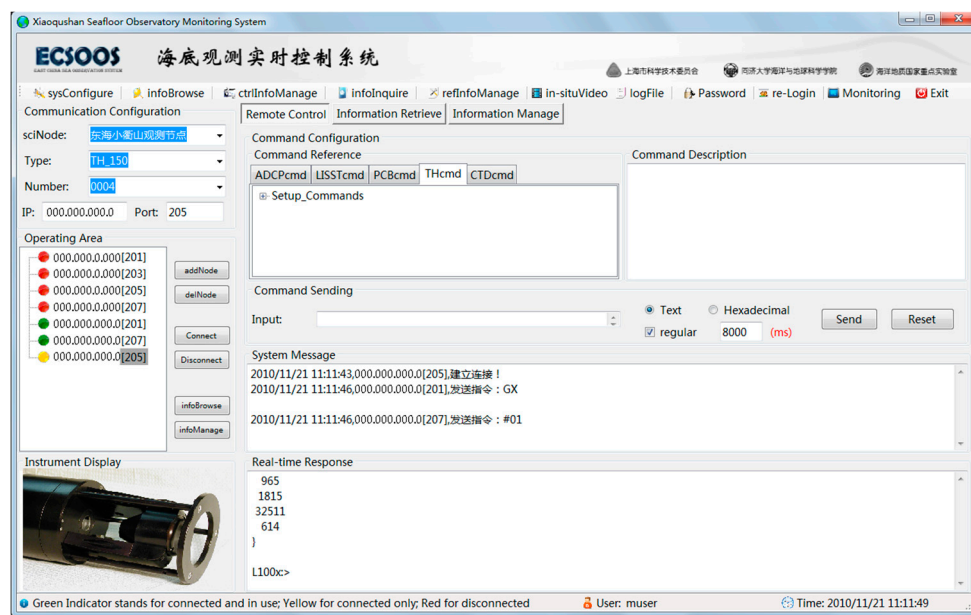 Xiaoqushan Seafloor Observatory Monitoring System
ECSOOS 海底观测实时控制系统
EAST CHINA SEA OBSERVATION SYSTEM
上海市科学技术委员会 同济大学海洋与地球科学学院 海洋地质国家重点实验室
sysConfigure infoBrowse ctrlInfoManage infoInquire refInfoManage in-situVideo logFile Password re-Login Monitoring Exit
Communication Configuration
sciNode: 东海小衢山观测节点
Type: TH_150
Number: 0004
IP: 000.000.000.0 Port: 205
Operating Area
000.000.0.000[201]
000.000.0.000[203]
000.000.0.000[205]
000.000.0.000[207]
000.000.000.0[201]
000.000.000.0[207]
000.000.000.0[205]
addNode
delNode
Connect
Disconnect
infoBrowse
infoManage
Instrument Display
Remote Control Information Retrieve Information Manage
Command Configuration
Command Reference
ADCPcmd LISSTcmd PCBcmd THcmd CTDcmd
Setup_Commands
Command Description
Command Sending
Input:
Text Hexadecimal
regular 8000 (ms)
Send Reset
System Message
2010/11/21 11:11:43,000.000.000.0[205],建立连接！
2010/11/21 11:11:46,000.000.000.0[201],发送指令：GX
2010/11/21 11:11:46,000.000.000.0[207],发送指令：#01
Real-time Response
965
1815
32511
614
}
L100x:>
Green Indicator stands for connected and in use; Yellow for connected only; Red for disconnected
User: muser
Time: 2010/11/21 11:11:49